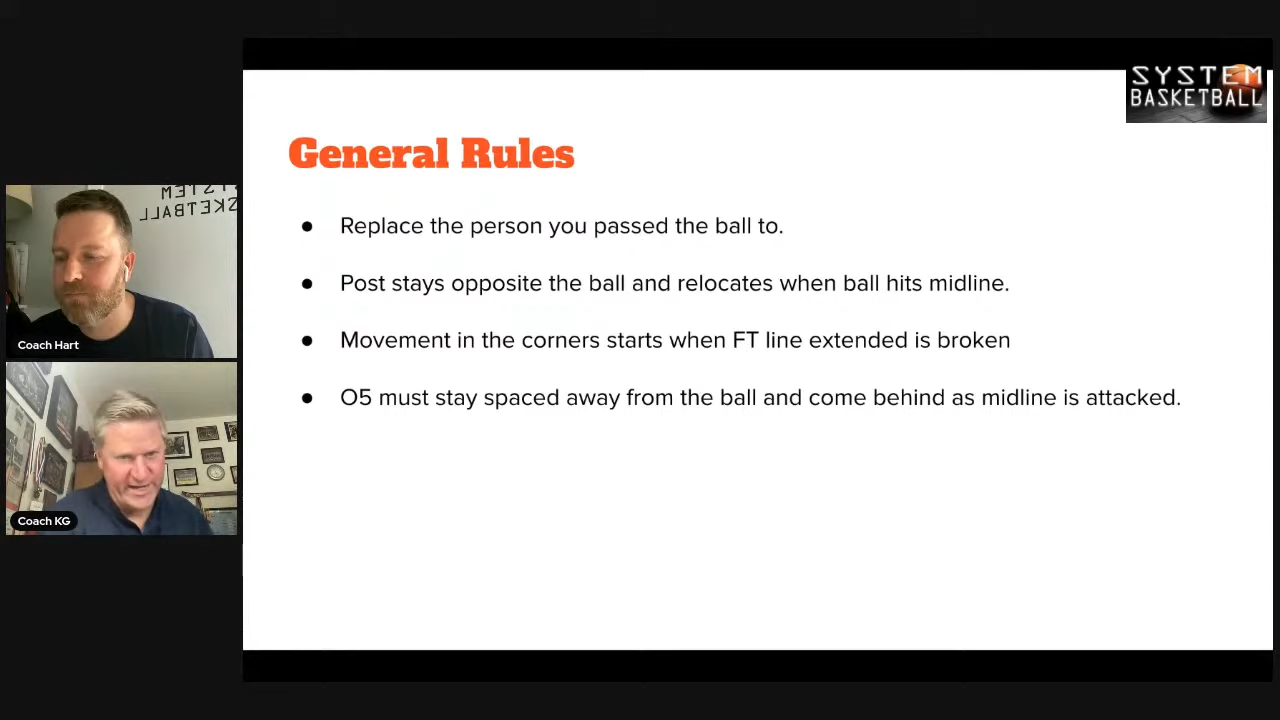 SYSTEM
BASKETBALL
General Rules
● Replace the person you passed the ball to.
● Post stays opposite the ball and relocates when ball hits midline.
● Movement in the corners starts when FT line extended is broken
● O5 must stay spaced away from the ball and come behind as midline is attacked.
Coach Hart
Coach KG